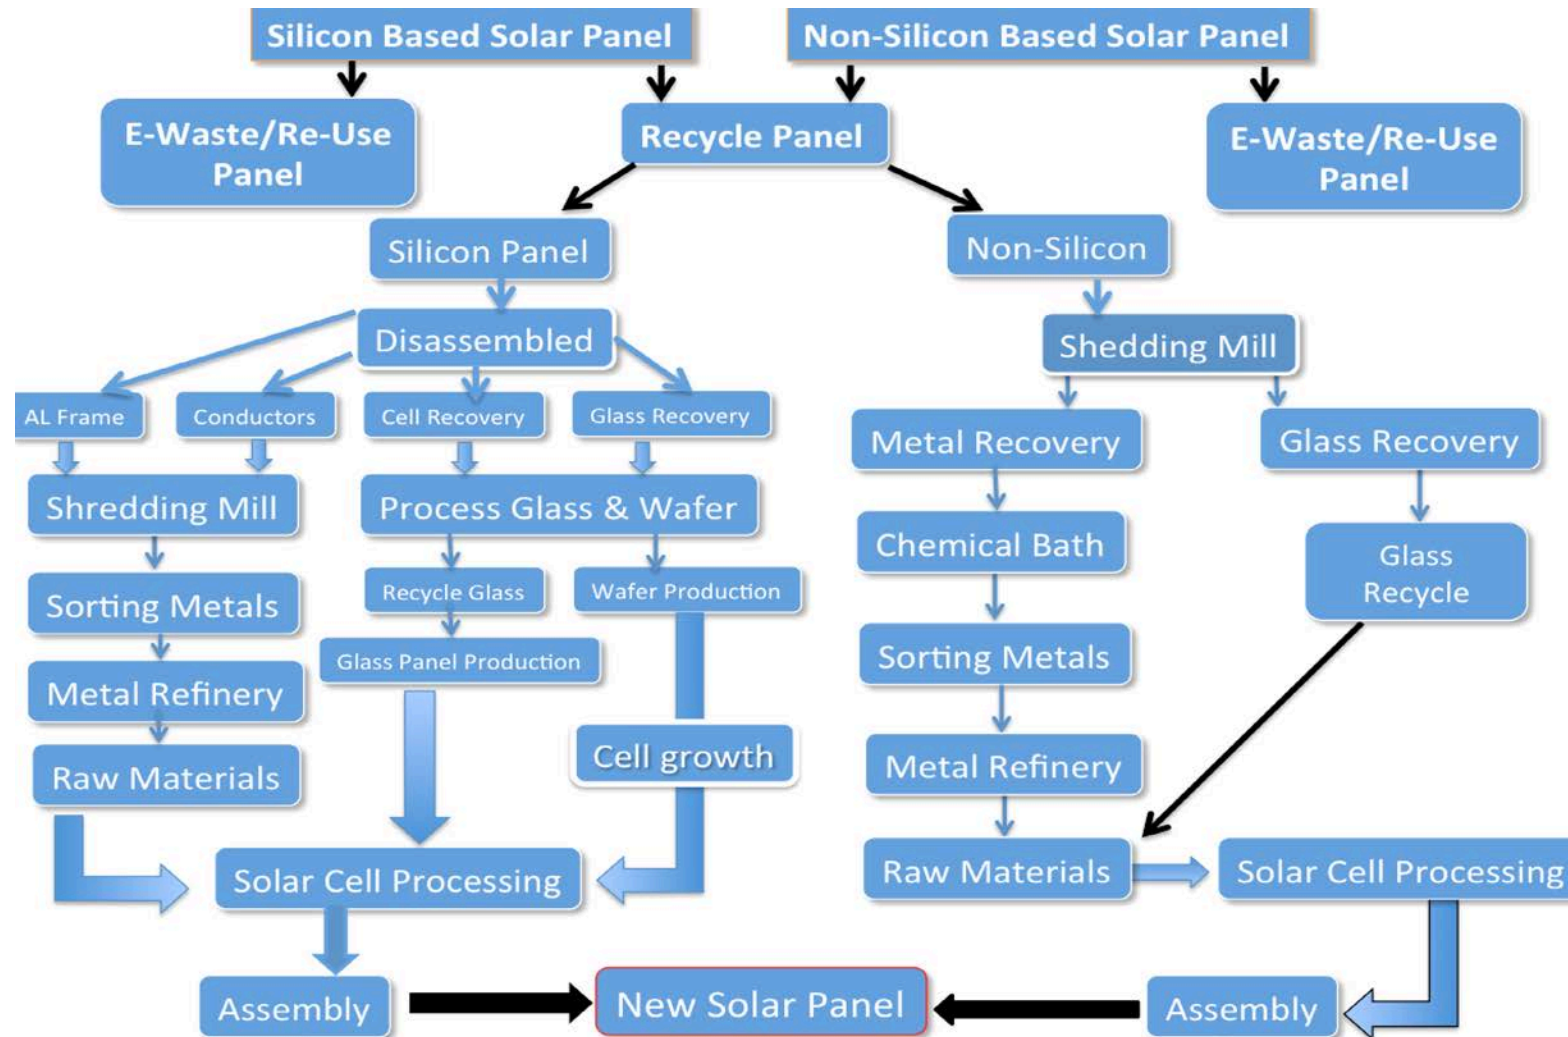 Silicon Based Solar Panel
Non-Silicon Based Solar Panel
E-Waste/Re-Use
Panel
Recycle Panel
E-Waste/Re-Use
Panel
Silicon Panel
Non-Silicon
Disassembled
Shedding Mill
AL Frame
Conductors
Cell Recovery
Glass Recovery
Metal Recovery
Glass Recovery
Shredding Mill
Process Glass & Wafer
Chemical Bath
Glass
Recycle
Sorting Metals
Recycle Glass
Wafer Production
Sorting Metals
Metal Refinery
Glass Panel Production
Cell growth
Metal Refinery
Raw Materials
Solar Cell Processing
Raw Materials
Solar Cell Processing
Assembly
New Solar Panel
Assembly